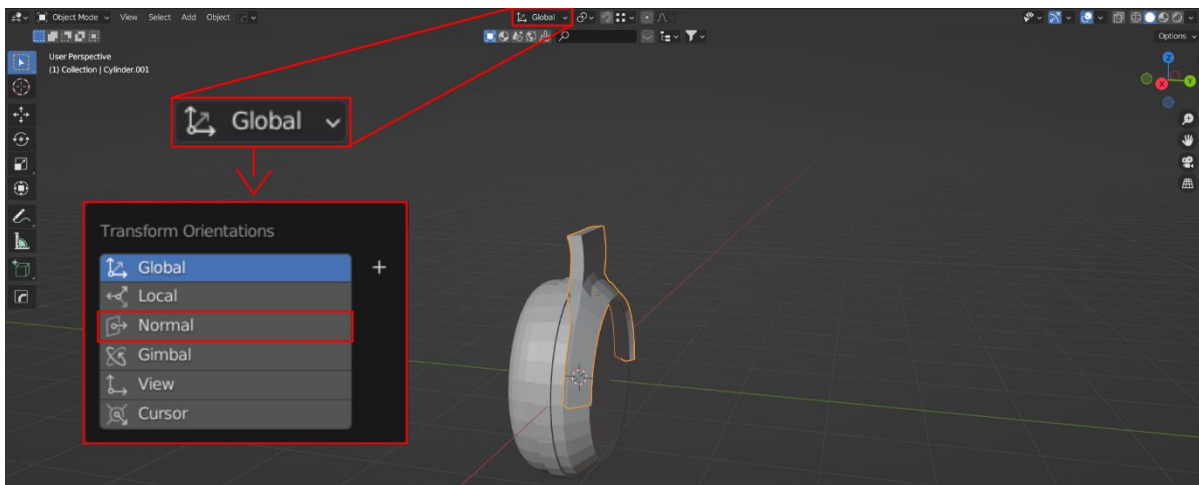 Object Mode View Select Add Object
Global
Options
User Perspective
(1) Collection | Cylinder.001
Z
Y
X
Global
Transform Orientations
Global
+
Local
Normal
Gimbal
View
Cursor